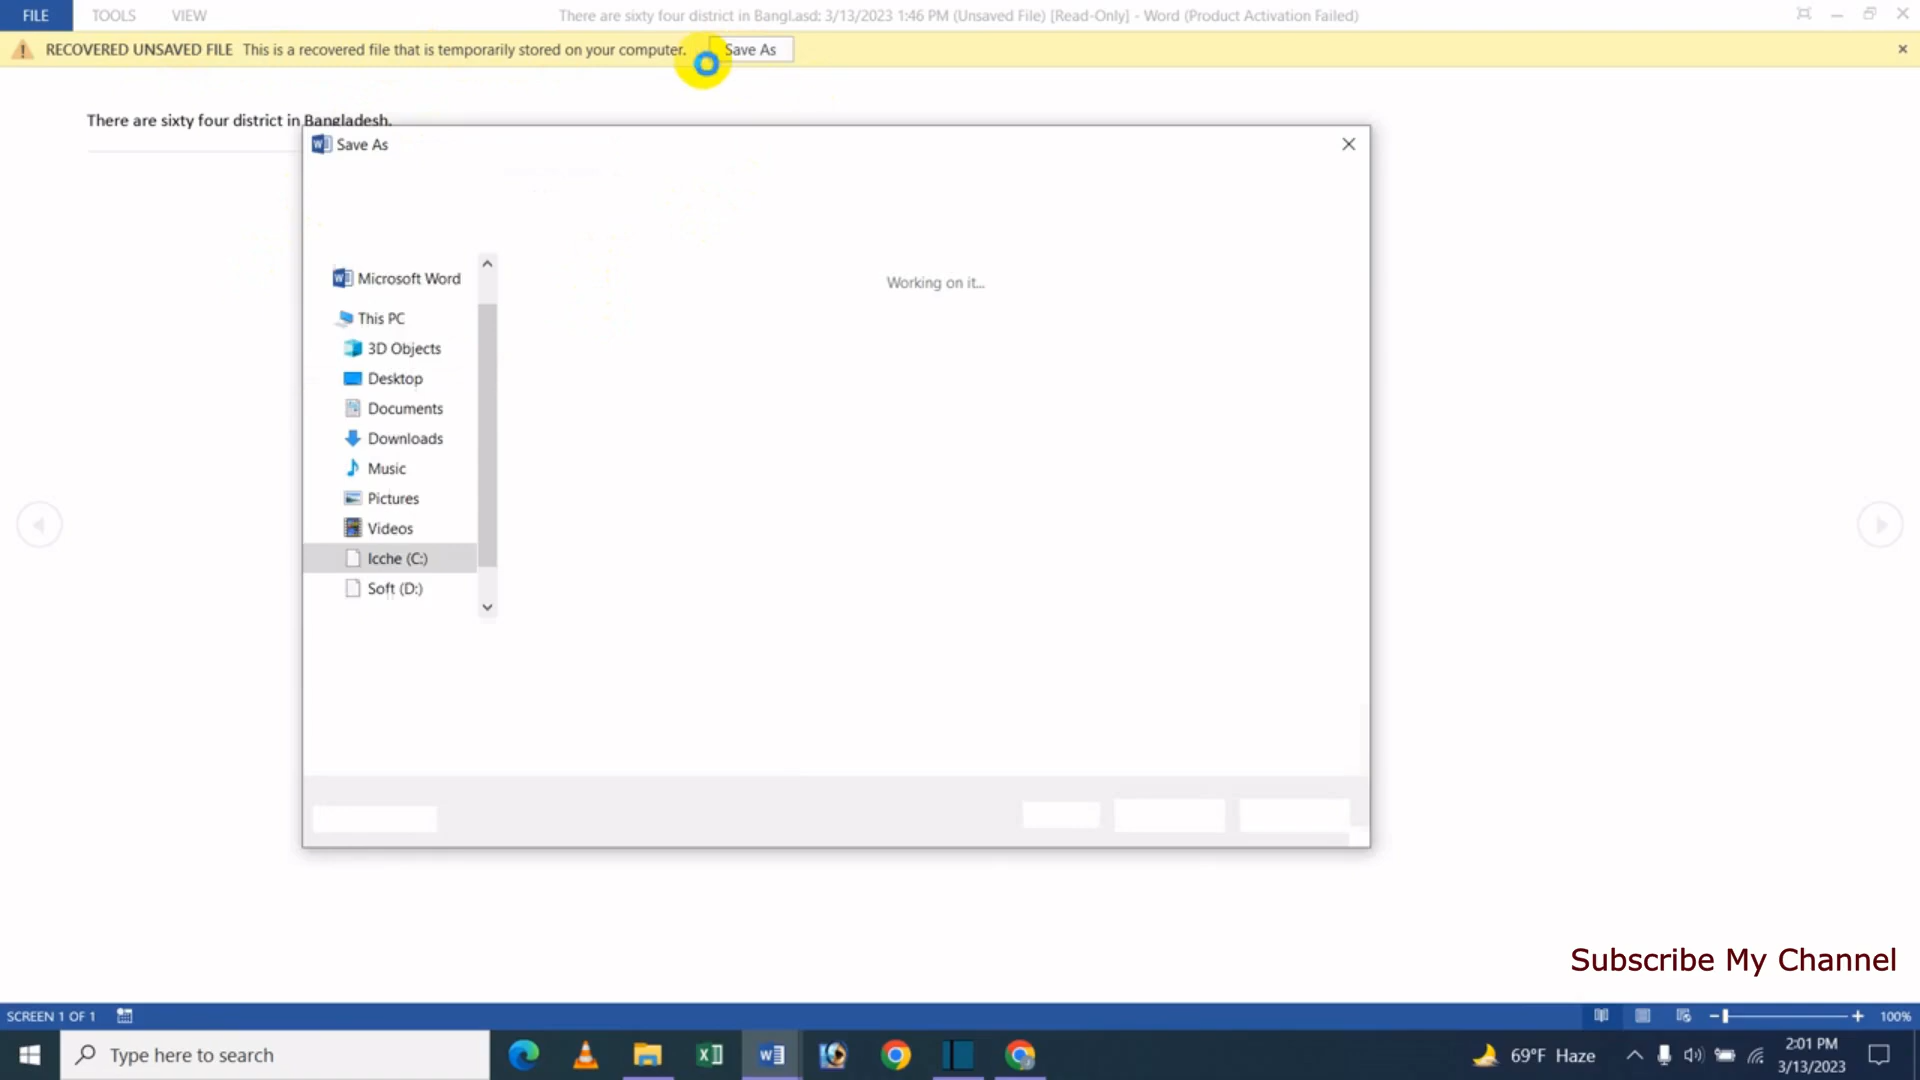 FILE TOOLS VIEW There are sixty four district in Bangl.asd: 3/13/2023 1:46 PM (Unsaved File) [Read-Only] - Word (Product Activation Failed)
RECOVERED UNSAVED FILE This is a recovered file that is temporarily stored on your computer. Save As
There are sixty four district in Bangladesh.
Save As
Microsoft Word
Working on it...
This PC
3D Objects
Desktop
Documents
Downloads
Music
Pictures
Videos
Icche (C:)
Soft (D:)
Subscribe My Channel
SCREEN 1 OF 1 100%
Type here to search
69°F Haze
2:01 PM
3/13/2023